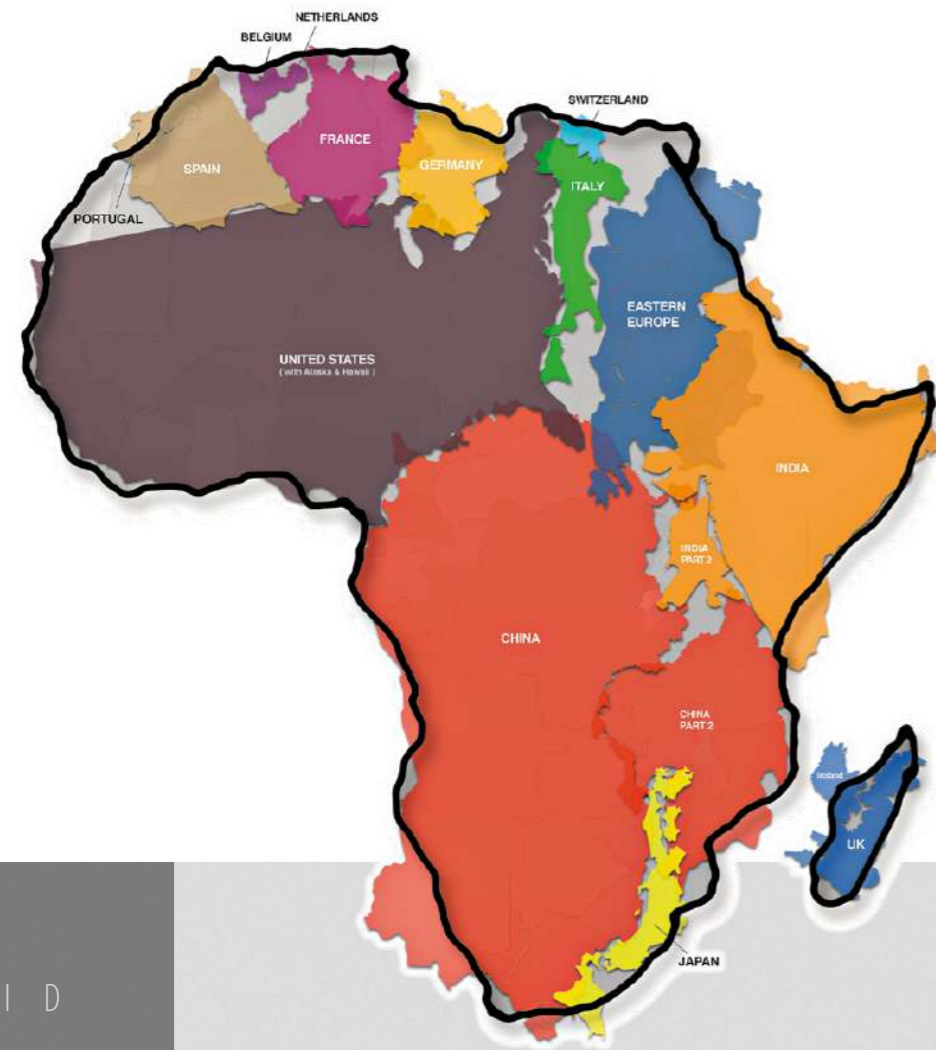 NETHERLANDS
BELGIUM
SWITZERLAND
FRANCE
GERMANY
SPAIN
ITALY
PORTUGAL
EASTERN
EUROPE
UNITED STATES
(with Alaska & Hawaii)
INDIA
INDIA
PART 2
CHINA
CHINA
PART 2
Ireland
UK
JAPAN
I D